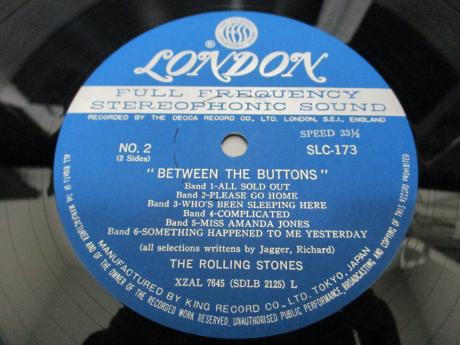 ®
ffrr
LONDON
FULL FREQUENCY
STEREOPHONIC SOUND
RECORDED BY THE DECCA RECORD CO., LTD. LONDON, S.E.I., ENGLAND
SPEED 33⅓
NO. 2
(2 Sides)
SLC-173
"BETWEEN THE BUTTONS"
Band 1-ALL SOLD OUT
Band 2-PLEASE GO HOME
Band 3-WHO'S BEEN SLEEPING HERE
Band 4-COMPLICATED
Band 5-MISS AMANDA JONES
Band 6-SOMETHING HAPPENED TO ME YESTERDAY
(all selections writtens by Jagger, Richard)
THE ROLLING STONES
XZAL 7645 (SDLB 2125) L
MANUFACTURED BY KING RECORD CO., LTD., TOKYO, JAPAN
ALL RIGHTS OF THE MANUFACTURER AND OF THE OWNER OF THE RECORDED WORK RESERVED, UNAUTHORISED PUBLIC PERFORMANCE, BROADCASTING AND COPYING OF THIS RECORD PROHIBITED